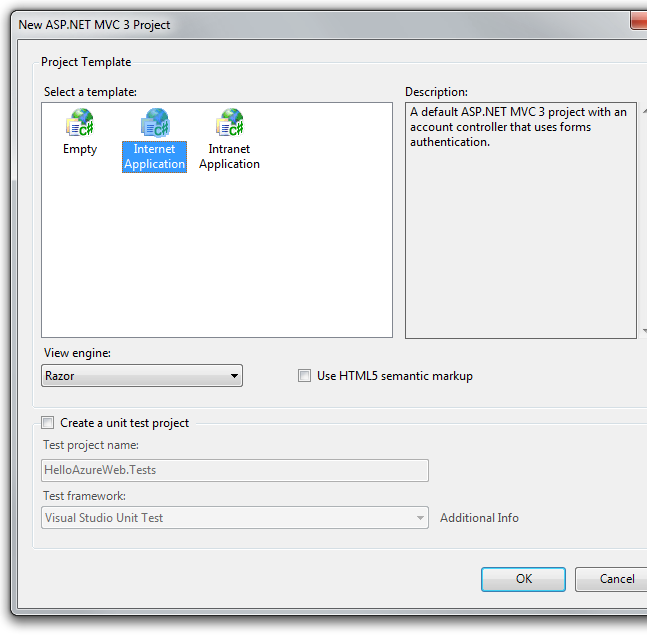 New ASP.NET MVC 3 Project
Project Template
Select a template:
Empty
Internet
Application
Intranet
Application
Description:
A default ASP.NET MVC 3 project with an
account controller that uses forms
authentication.
View engine:
Razor
Use HTML5 semantic markup
Create a unit test project
Test project name:
HelloAzureWeb.Tests
Test framework:
Visual Studio Unit Test
Additional Info
OK
Cancel